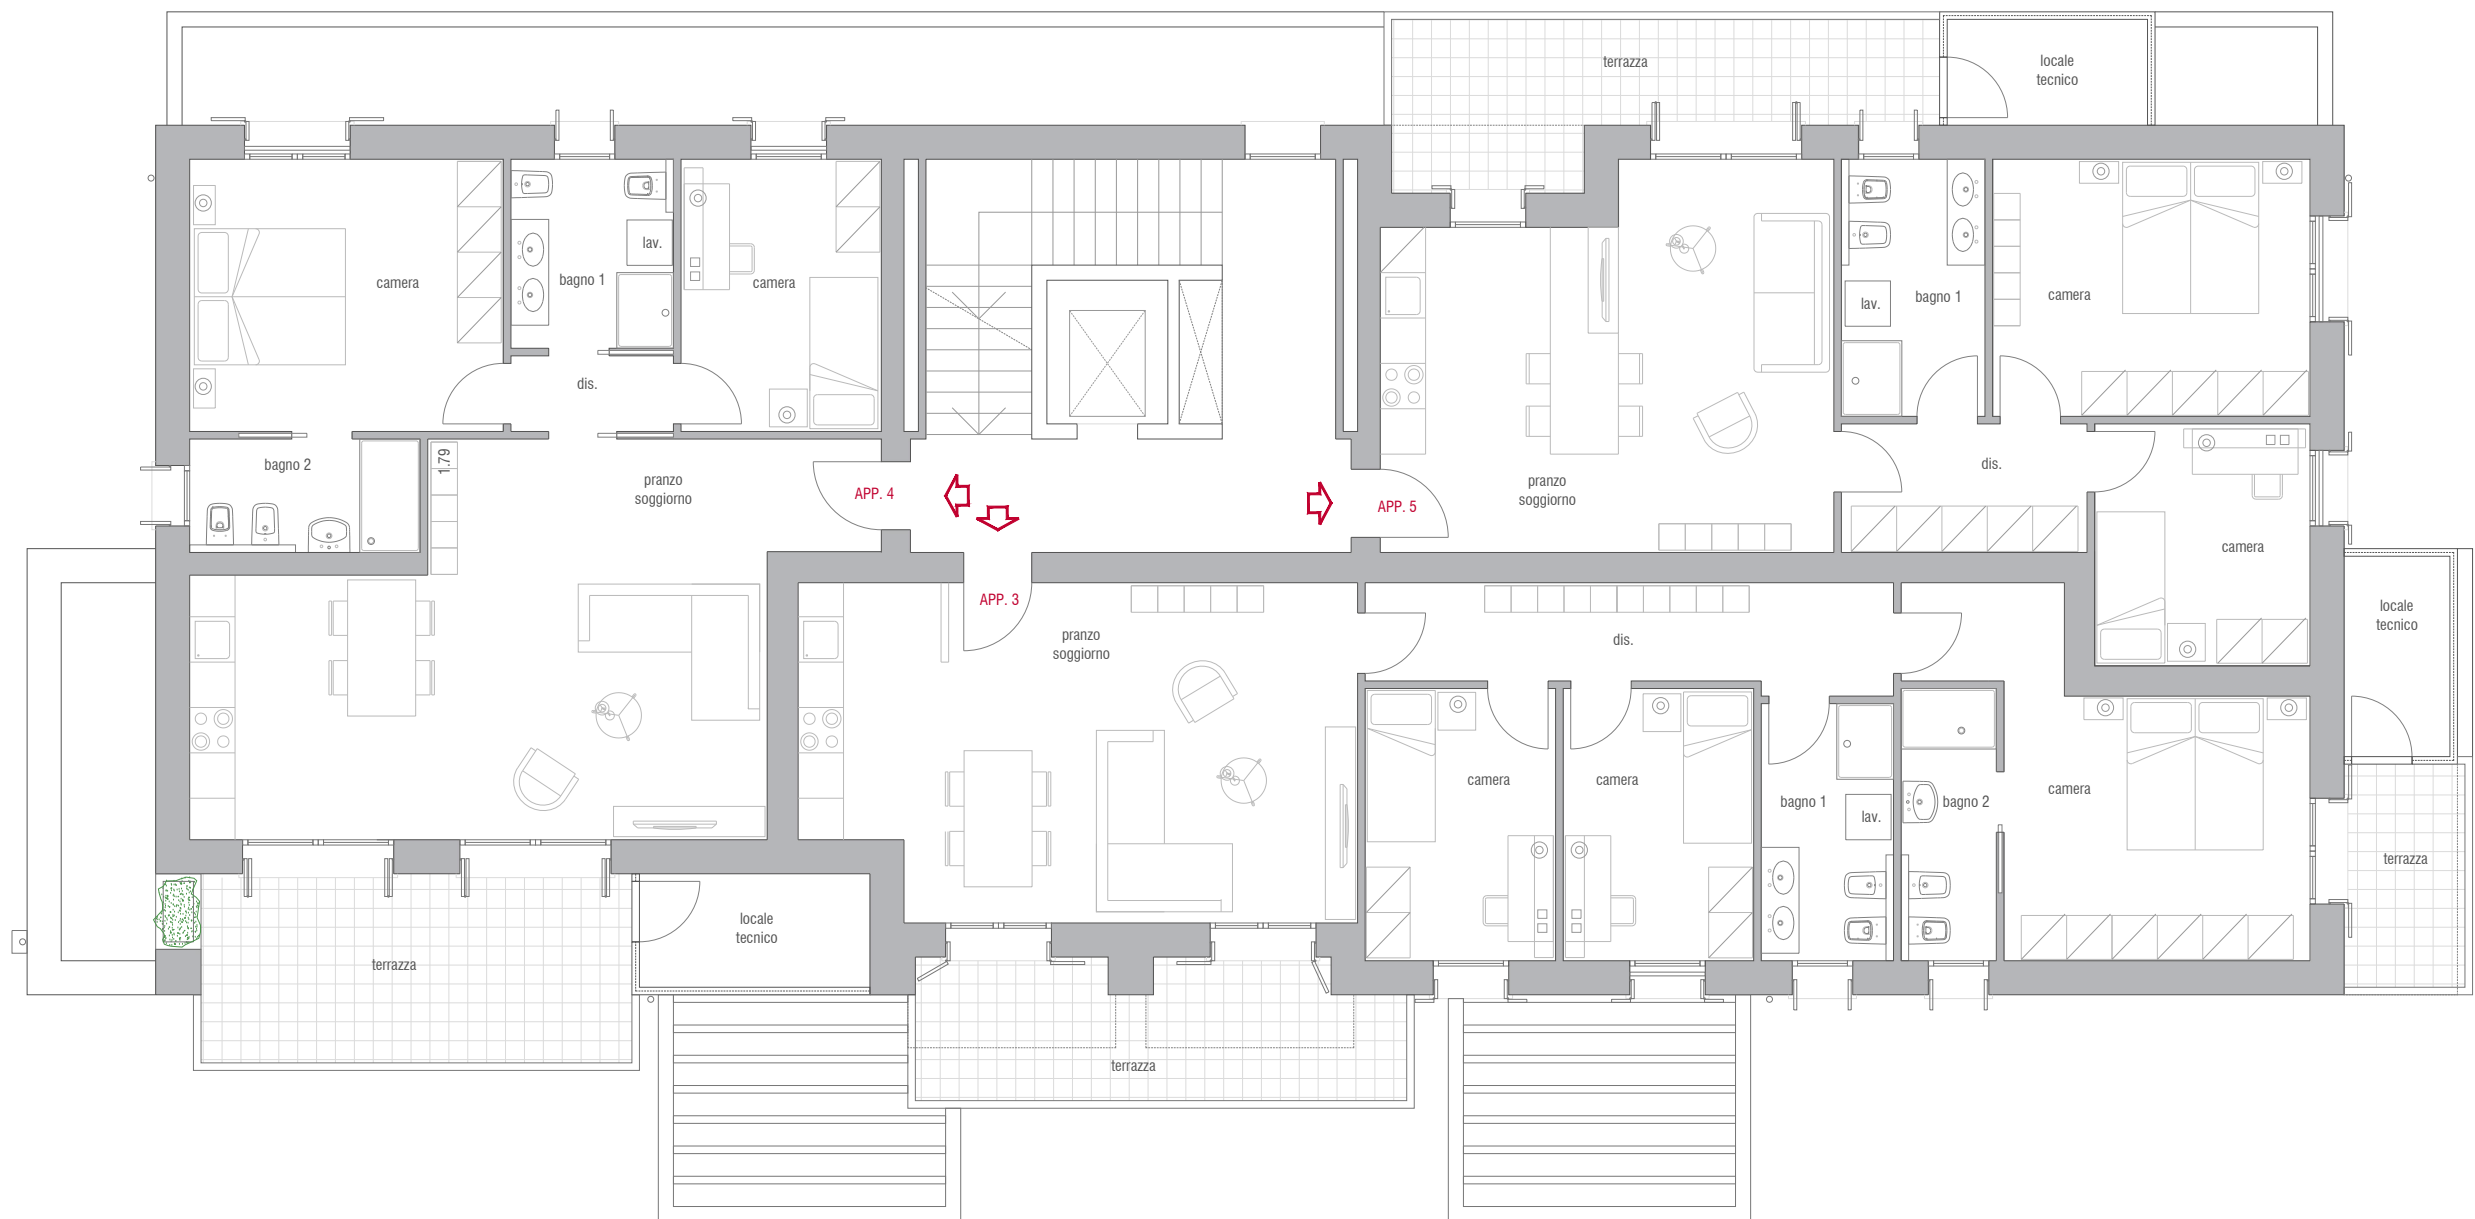 terrazza
locale
tecnico
camera
bagno 1
lav.
camera
dis.
bagno 2
1.79
pranzo
soggiorno
APP. 4
APP. 5
pranzo
soggiorno
lav.
bagno 1
camera
dis.
camera
locale
tecnico
APP. 3
pranzo
soggiorno
dis.
camera
camera
bagno 1
lav.
bagno 2
camera
terrazza
locale
tecnico
terrazza
terrazza